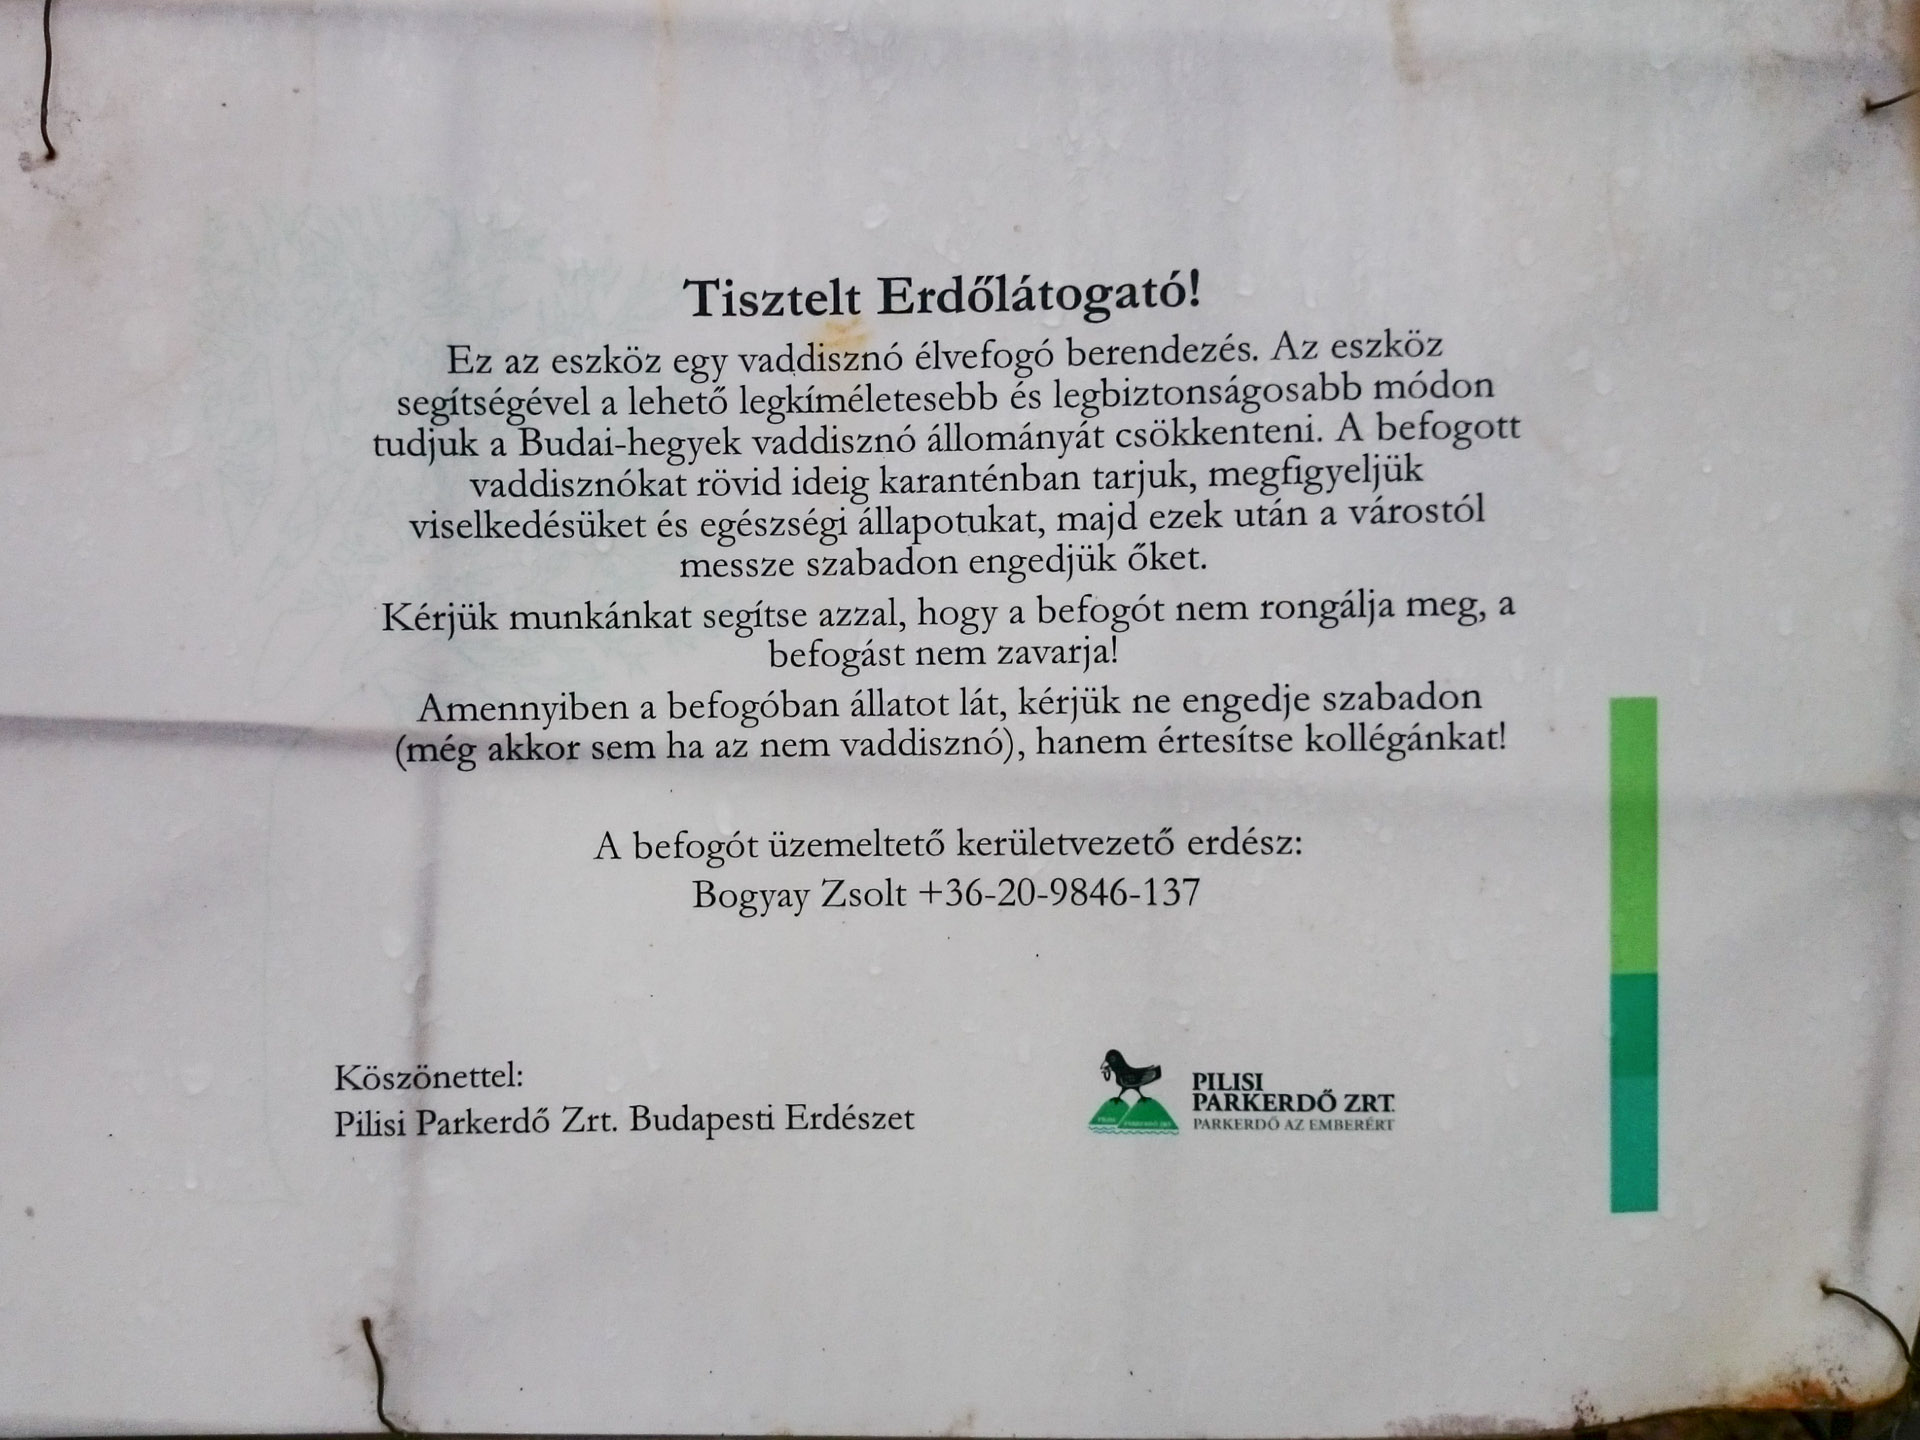 Tisztelt Erdőlátogató!
Ez az eszköz egy vaddisznó élvefogó berendezés. Az eszköz
segítségével a lehető legkíméletesebb és legbiztonságosabb módon
tudjuk a Budai-hegyek vaddisznó állományát csökkenteni. A befogott
vaddisznókat rövid ideig karanténban tarjuk, megfigyeljük
viselkedésüket és egészségi állapotukat, majd ezek után a várostól
messze szabadon engedjük őket.
Kérjük munkánkat segítse azzal, hogy a befogót nem rongálja meg, a
befogást nem zavarja!
Amennyiben a befogóban állatot lát, kérjük ne engedje szabadon
(még akkor sem ha az nem vaddisznó), hanem értesítse kollégánkat!
A befogót üzemeltető kerületvezető erdész:
Bogyay Zsolt +36-20-9846-137
Köszönettel:
Pilisi Parkerdő Zrt. Budapesti Erdészet
PILISI
PARKERDŐ ZRT.
PARKERDŐ AZ EMBERÉRT